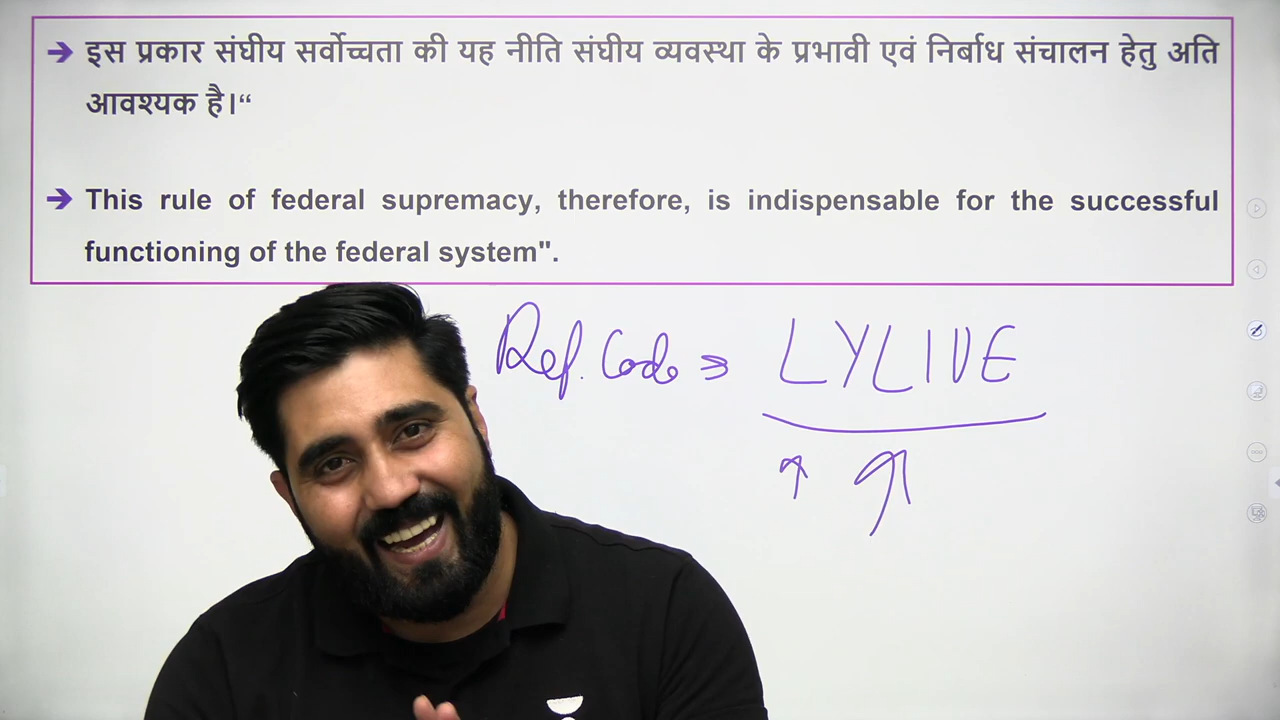 → इस प्रकार संघीय सर्वोच्चता की यह नीति संघीय व्यवस्था के प्रभावी एवं निर्बाध संचालन हेतु अति
आवश्यक है।“
→ This rule of federal supremacy, therefore, is indispensable for the successful
functioning of the federal system".
Ref. Code ⇒ LYLIVE